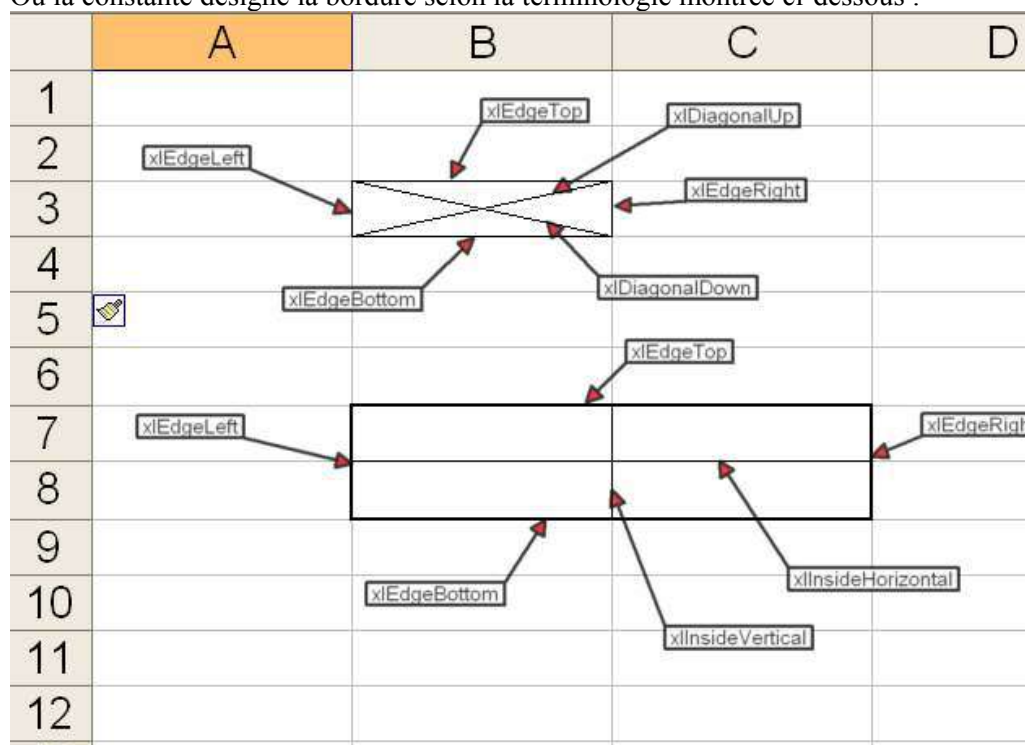 Où la constante désigne la bordure selon la terminologie montrée ci-dessous :
A B C D
1
xlEdgeTop
xlDiagonalUp
2
xlEdgeLeft
3
xlEdgeRight
4
xlEdgeBottom
xlDiagonalDown
5
6
xlEdgeTop
7
xlEdgeLeft
xlEdgeRigh
8
9
10
xlEdgeBottom
xlInsideHorizontal
11
xlInsideVertical
12